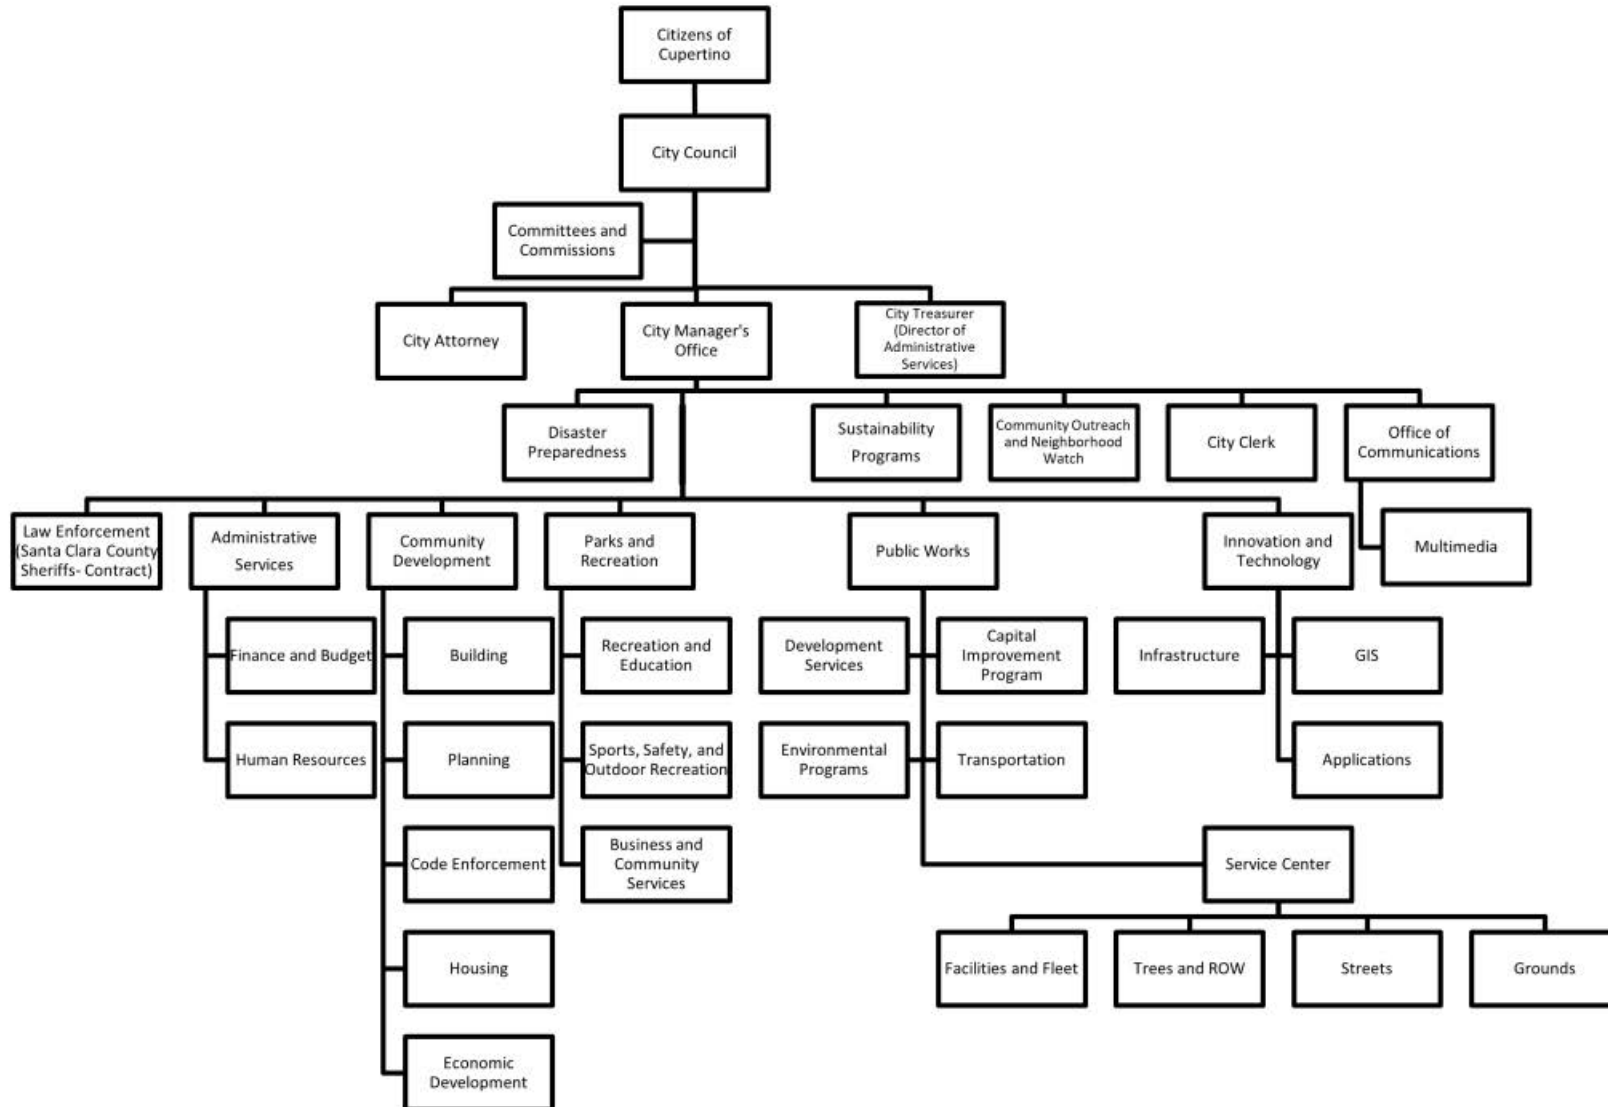 Citizens of
Cupertino
City Council
Committees and
Commissions
City Attorney
City Manager's
Office
City Treasurer
(Director of
Administrative
Services)
Disaster
Preparedness
Sustainability
Programs
Community Outreach
and Neighborhood
Watch
City Clerk
Office of
Communications
Law Enforcement
(Santa Clara County
Sheriffs- Contract)
Administrative
Services
Community
Development
Parks and
Recreation
Public Works
Innovation and
Technology
Multimedia
Finance and Budget
Building
Recreation and
Education
Development
Services
Capital
Improvement
Program
Infrastructure
GIS
Human Resources
Planning
Sports, Safety, and
Outdoor Recreation
Environmental
Programs
Transportation
Applications
Code Enforcement
Business and
Community
Services
Service Center
Housing
Facilities and Fleet
Trees and ROW
Streets
Grounds
Economic
Development